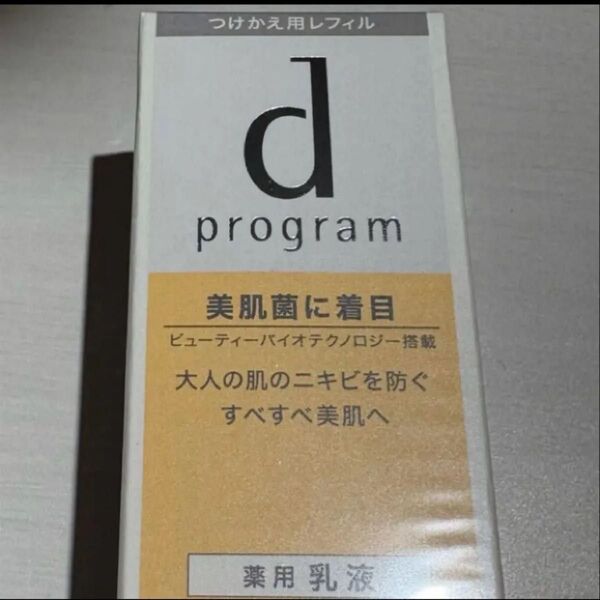 つけかえ用レフィル
d
program
美肌菌に着目
ビューティーバイオテクノロジー搭載
大人の肌のニキビを防ぐ
すべすべ美肌へ
薬用 乳液